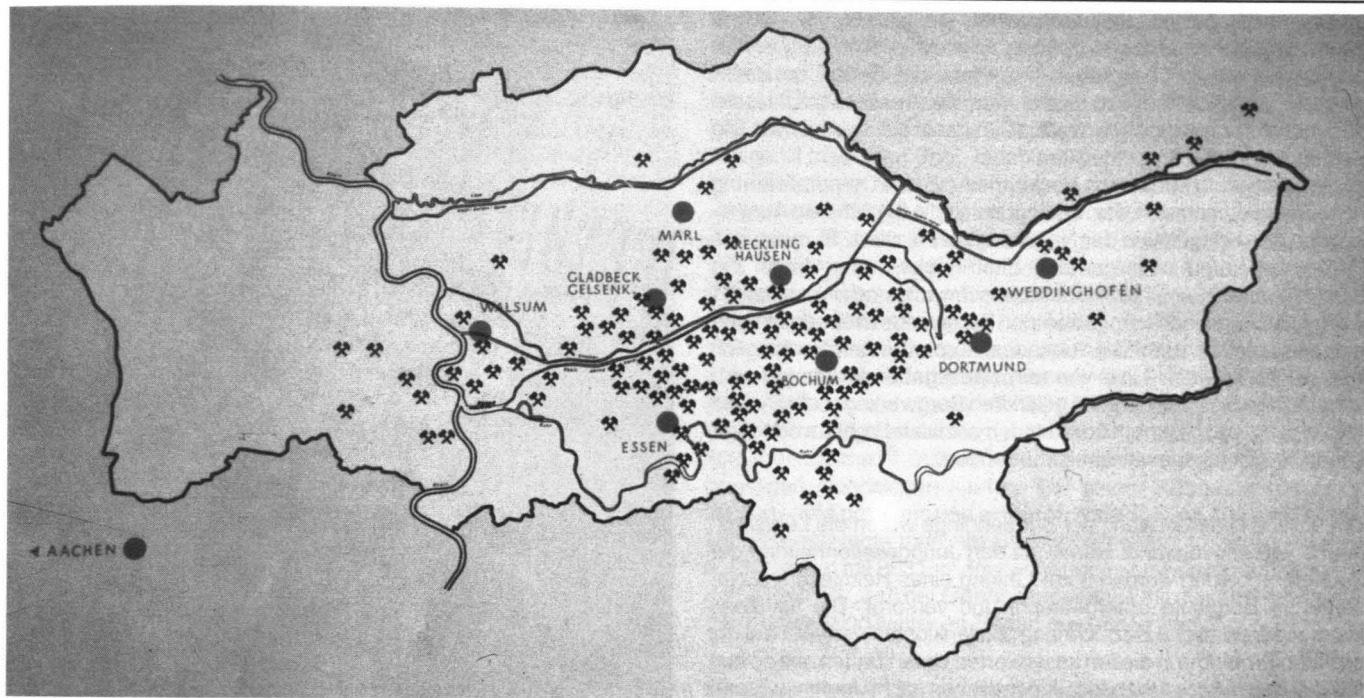 MARL
RECKLING
HAUSEN
GLADBECK
GELSENK.
WALSUM
WEDDINGHOFEN
DORTMUND
BOCHUM
ESSEN
◄ AACHEN